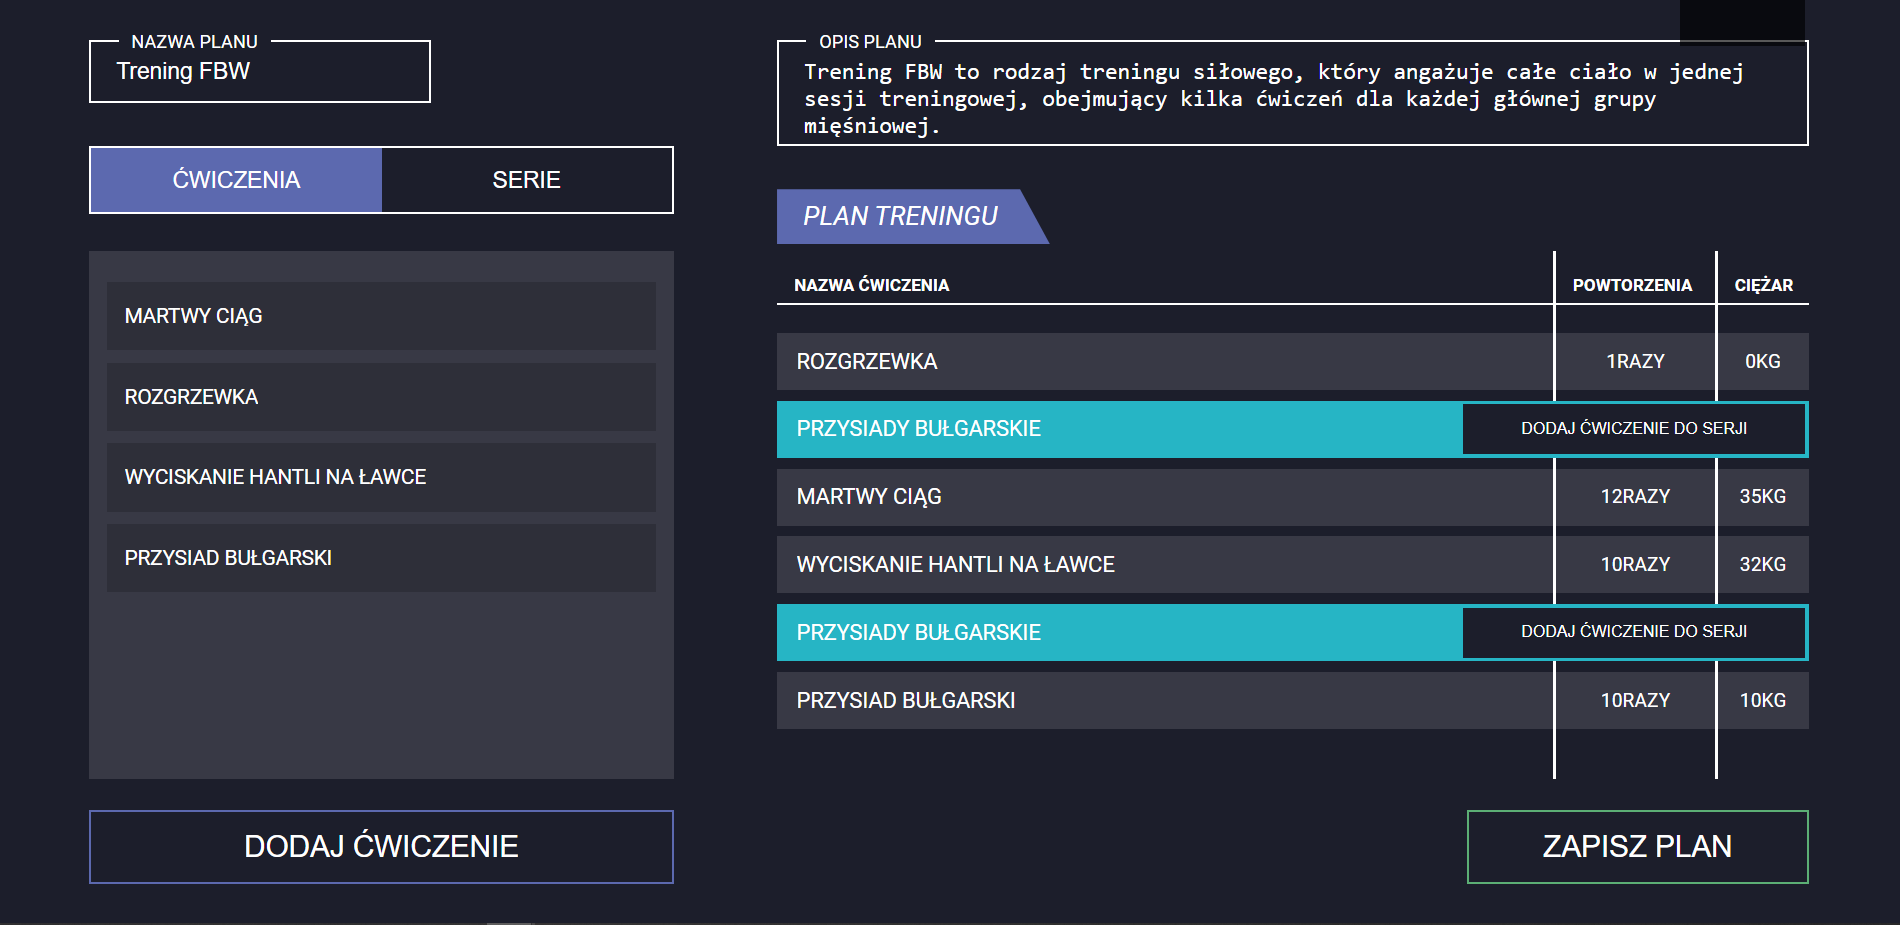 NAZWA PLANU
Trening FBW
OPIS PLANU
Trening FBW to rodzaj treningu siłowego, który angażuje całe ciało w jednej
sesji treningowej, obejmujący kilka ćwiczeń dla każdej głównej grupy
mięśniowej.
ĆWICZENIA SERIE
MARTWY CIĄG
ROZGRZEWKA
WYCISKANIE HANTLI NA ŁAWCE
PRZYSIAD BUŁGARSKI
DODAJ ĆWICZENIE
PLAN TRENINGU
NAZWA ĆWICZENIA POWTORZENIA CIĘŻAR
ROZGRZEWKA 1RAZY 0KG
PRZYSIADY BUŁGARSKIE DODAJ ĆWICZENIE DO SERJI
MARTWY CIĄG 12RAZY 35KG
WYCISKANIE HANTLI NA ŁAWCE 10RAZY 32KG
PRZYSIADY BUŁGARSKIE DODAJ ĆWICZENIE DO SERJI
PRZYSIAD BUŁGARSKI 10RAZY 10KG
ZAPISZ PLAN